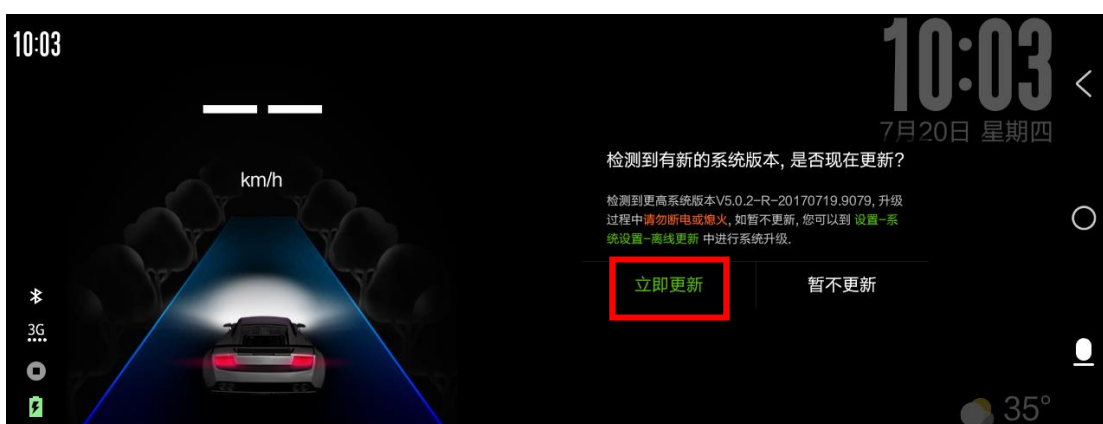 10:03
km/h
3G
10:03
7月20日 星期四
检测到有新的系统版本, 是否现在更新?
检测到更高系统版本V5.0.2-R-20170719.9079, 升级
过程中请勿断电或熄火, 如暂不更新, 您可以到 设置-系
统设置-离线更新 中进行系统升级.
立即更新
暂不更新
35°